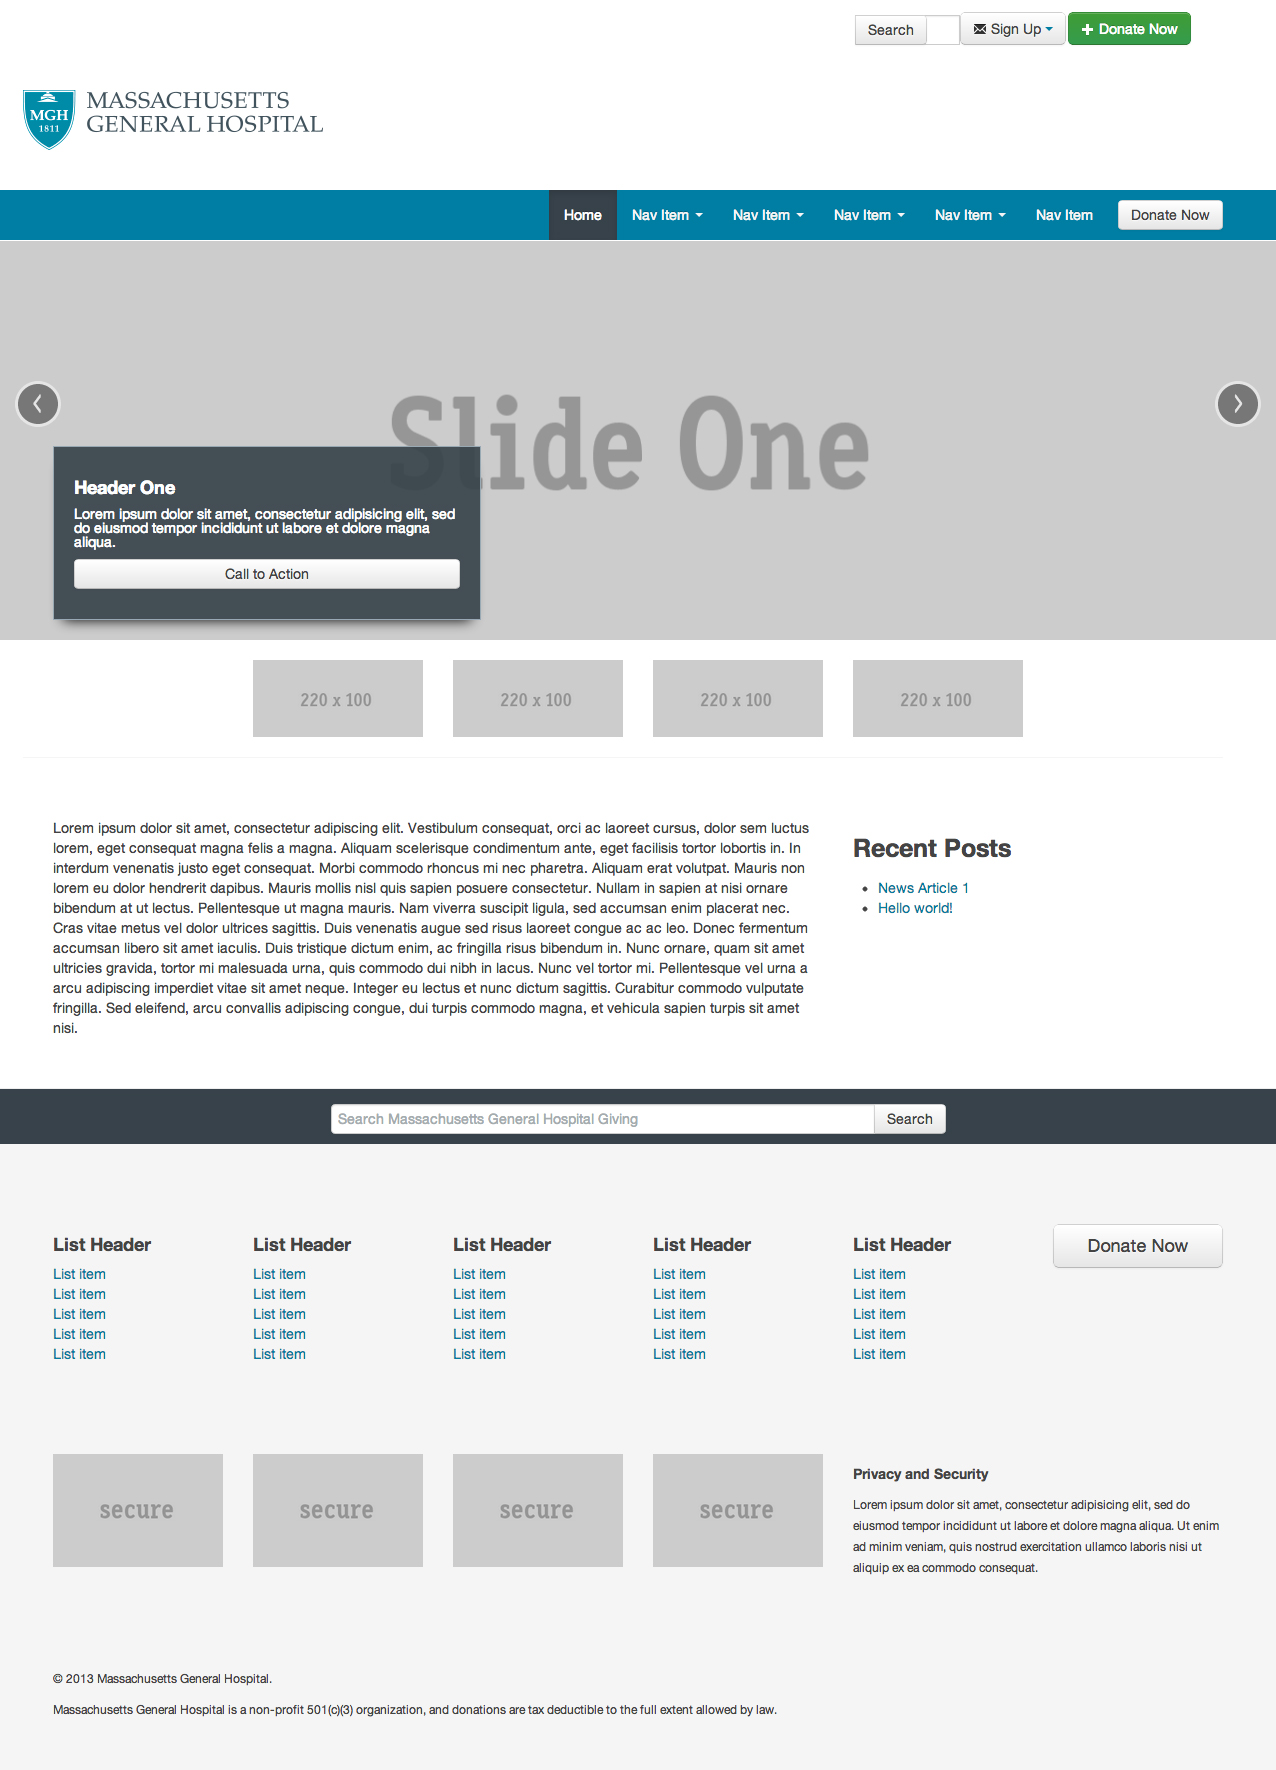 Search
Sign Up
Donate Now
MGH
1811
MASSACHUSETTS
GENERAL HOSPITAL
Home
Nav Item
Nav Item
Nav Item
Nav Item
Nav Item
Donate Now
Slide One
Header One
Lorem ipsum dolor sit amet, consectetur adipisicing elit, sed
do eiusmod tempor incididunt ut labore et dolore magna
aliqua.
Call to Action
220 x 100
220 x 100
220 x 100
220 x 100
Lorem ipsum dolor sit amet, consectetur adipiscing elit. Vestibulum consequat, orci ac laoreet cursus, dolor sem luctus
lorem, eget consequat magna felis a magna. Aliquam scelerisque condimentum ante, eget facilisis tortor lobortis in. In
interdum venenatis justo eget consequat. Morbi commodo rhoncus mi nec pharetra. Aliquam erat volutpat. Mauris non
lorem eu dolor hendrerit dapibus. Mauris mollis nisl quis sapien posuere consectetur. Nullam in sapien at nisi ornare
bibendum at ut lectus. Pellentesque ut magna mauris. Nam viverra suscipit ligula, sed accumsan enim placerat nec.
Cras vitae metus vel dolor ultrices sagittis. Duis venenatis augue sed risus laoreet congue ac ac leo. Donec fermentum
accumsan libero sit amet iaculis. Duis tristique dictum enim, ac fringilla risus bibendum in. Nunc ornare, quam sit amet
ultricies gravida, tortor mi malesuada urna, quis commodo dui nibh in lacus. Nunc vel tortor mi. Pellentesque vel urna a
arcu adipiscing imperdiet vitae sit amet neque. Integer eu lectus et nunc dictum sagittis. Curabitur commodo vulputate
fringilla. Sed eleifend, arcu convallis adipiscing congue, dui turpis commodo magna, et vehicula sapien turpis sit amet
nisi.
Recent Posts
News Article 1
Hello world!
Search Massachusetts General Hospital Giving
Search
List Header
List item
List item
List item
List item
List item
List Header
List item
List item
List item
List item
List item
List Header
List item
List item
List item
List item
List item
List Header
List item
List item
List item
List item
List item
List Header
List item
List item
List item
List item
List item
Donate Now
secure
secure
secure
secure
Privacy and Security
Lorem ipsum dolor sit amet, consectetur adipisicing elit, sed do
eiusmod tempor incididunt ut labore et dolore magna aliqua. Ut enim
ad minim veniam, quis nostrud exercitation ullamco laboris nisi ut
aliquip ex ea commodo consequat.
© 2013 Massachusetts General Hospital.
Massachusetts General Hospital is a non-profit 501(c)(3) organization, and donations are tax deductible to the full extent allowed by law.